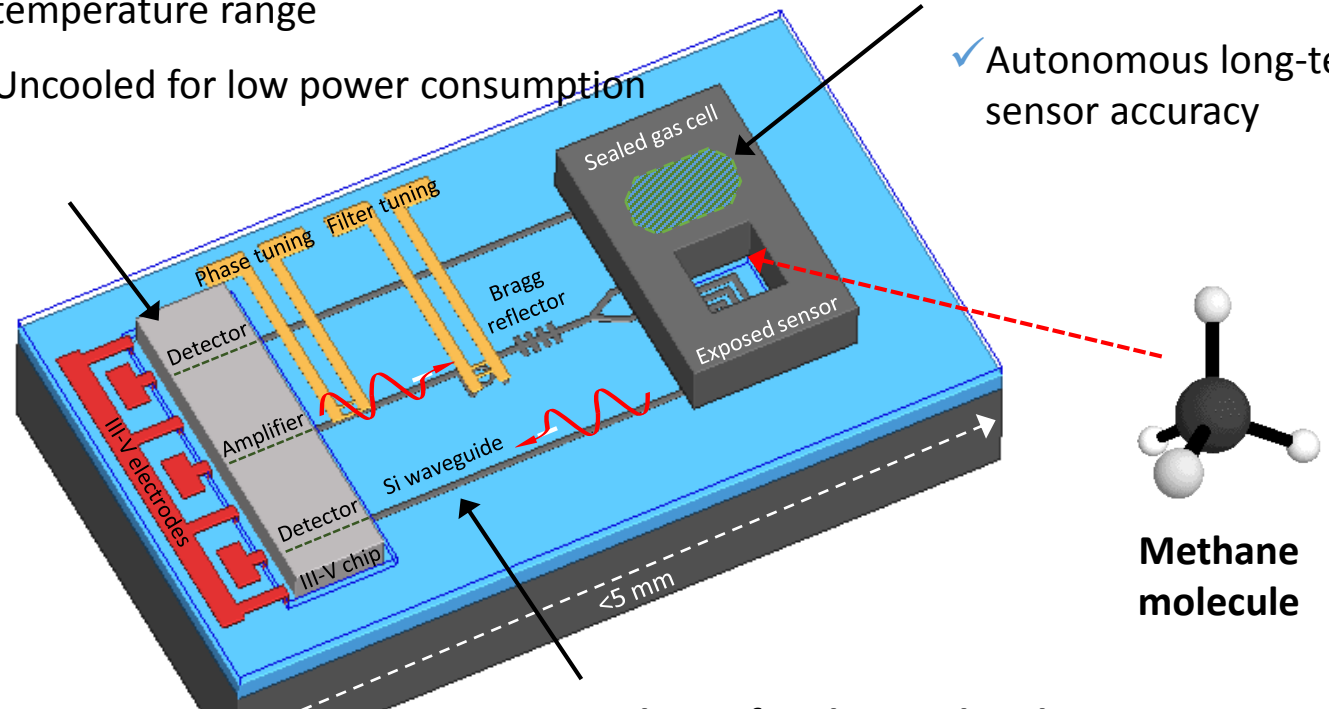 temperature range
Uncooled for low power consumption
✓Autonomous long-te
sensor accuracy
Sealed gas cell
Filter tuning
Phase tuning
Bragg
reflector
Exposed sensor
Detector
Amplifier
Si waveguide
III-V electrodes
Detector
III-V chip
<5 mm
Methane
molecule